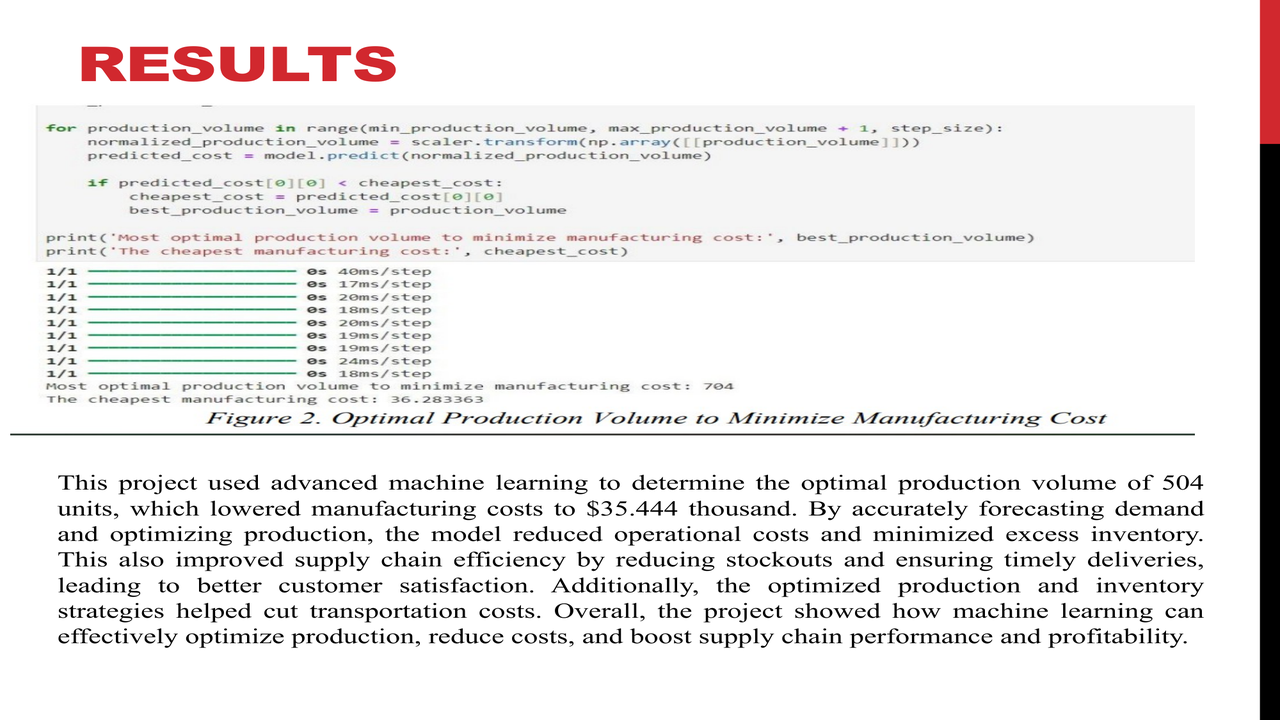 RESULTS
for production_volume in range(min_production_volume, max_production_volume + 1, step_size):
normalized_production_volume = scaler.transform(np.array([[production_volume]]))
predicted_cost = model.predict(normalized_production_volume)
if predicted_cost[0][0] < cheapest_cost:
cheapest_cost = predicted_cost[0][0]
best_production_volume = production_volume
print('Most optimal production volume to minimize manufacturing cost:', best_production_volume)
print('The cheapest manufacturing cost:', cheapest_cost)
1/1 0s 40ms/step
1/1 0s 17ms/step
1/1 0s 20ms/step
1/1 0s 18ms/step
1/1 0s 20ms/step
1/1 0s 19ms/step
1/1 0s 19ms/step
1/1 0s 24ms/step
1/1 0s 18ms/step
Most optimal production volume to minimize manufacturing cost: 704
The cheapest manufacturing cost: 36.283363
Figure 2. Optimal Production Volume to Minimize Manufacturing Cost
This project used advanced machine learning to determine the optimal production volume of 504
units, which lowered manufacturing costs to $35.444 thousand. By accurately forecasting demand
and optimizing production, the model reduced operational costs and minimized excess inventory.
This also improved supply chain efficiency by reducing stockouts and ensuring timely deliveries,
leading to better customer satisfaction. Additionally, the optimized production and inventory
strategies helped cut transportation costs. Overall, the project showed how machine learning can
effectively optimize production, reduce costs, and boost supply chain performance and profitability.